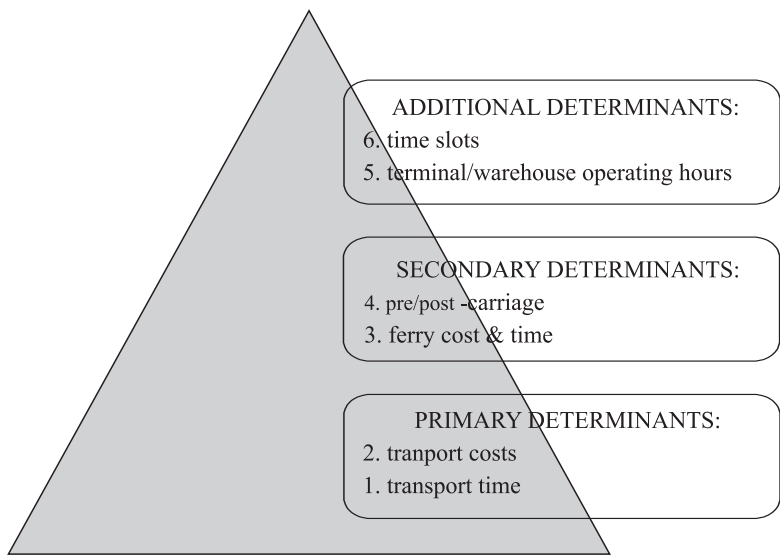 ADDITIONAL DETERMINANTS:
6. time slots
5. terminal/warehouse operating hours
SECONDARY DETERMINANTS:
4. pre/post -carriage
3. ferry cost & time
PRIMARY DETERMINANTS:
2. tranport costs
1. transport time